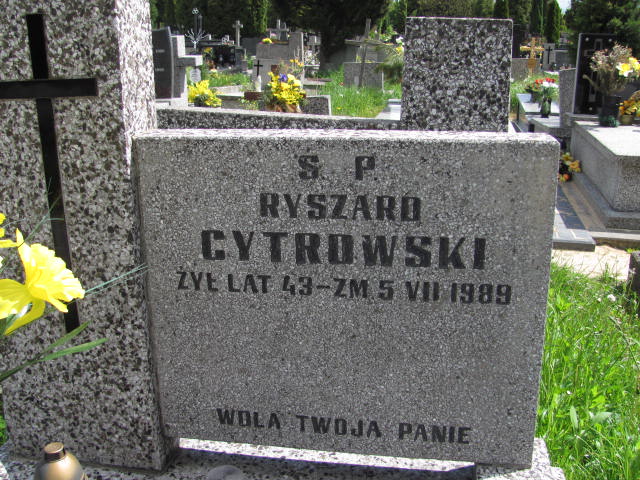 S P
RYSZARD
CYTROWSKI
ŻYŁ LAT 43 - ZM 5 VII 1989
WOLA TWOJA PANIE